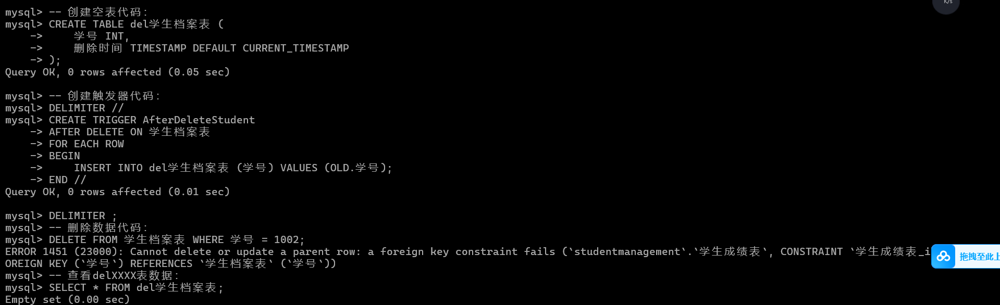 K/s
mysql> -- 创建空表代码:
mysql> CREATE TABLE del学生档案表 (
    ->     学号 INT,
    ->     删除时间 TIMESTAMP DEFAULT CURRENT_TIMESTAMP
    -> );
Query OK, 0 rows affected (0.05 sec)
mysql> -- 创建触发器代码:
mysql> DELIMITER //
mysql> CREATE TRIGGER AfterDeleteStudent
    -> AFTER DELETE ON 学生档案表
    -> FOR EACH ROW
    -> BEGIN
    ->     INSERT INTO del学生档案表 (学号) VALUES (OLD.学号);
    -> END //
Query OK, 0 rows affected (0.01 sec)
mysql> DELIMITER ;
mysql> -- 删除数据代码:
mysql> DELETE FROM 学生档案表 WHERE 学号 = 1002;
ERROR 1451 (23000): Cannot delete or update a parent row: a foreign key constraint fails (`studentmanagement`.`学生成绩表`, CONSTRAINT `学生成绩表_i
拖拽至此上
OREIGN KEY (`学号`) REFERENCES `学生档案表` (`学号`))
mysql> -- 查看delXXXX表数据:
mysql> SELECT * FROM del学生档案表;
Empty set (0.00 sec)